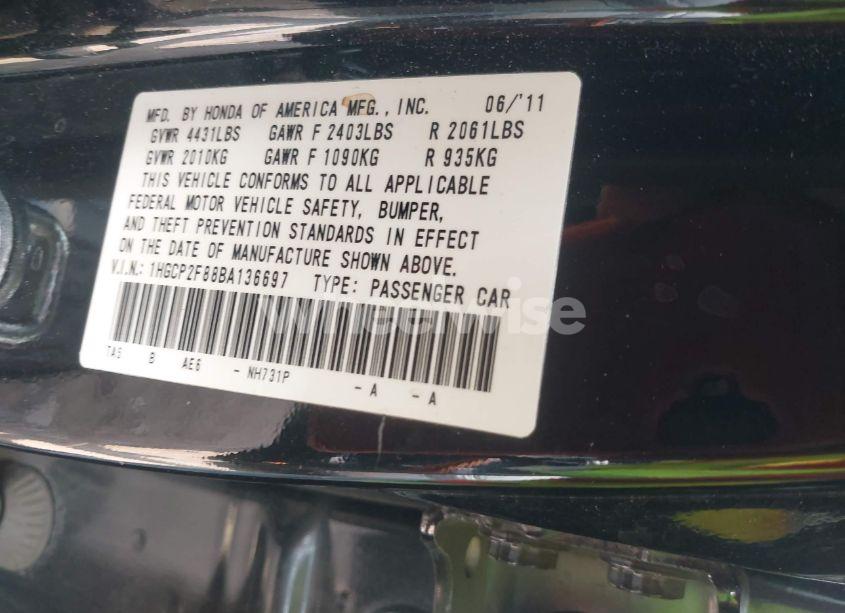 MFD. BY HONDA OF AMERICA MFG., INC. 06/'11
GVWR 4431LBS GAWR F 2403LBS R 2061LBS
GVWR 2010KG GAWR F 1090KG R 935KG
THIS VEHICLE CONFORMS TO ALL APPLICABLE
FEDERAL MOTOR VEHICLE SAFETY, BUMPER,
AND THEFT PREVENTION STANDARDS IN EFFECT
ON THE DATE OF MANUFACTURE SHOWN ABOVE.
V.I.N.: 1HGCP2F88BA136697 TYPE: PASSENGER CAR
wheelwise
TA5 B AE6 - NH731P - A - A